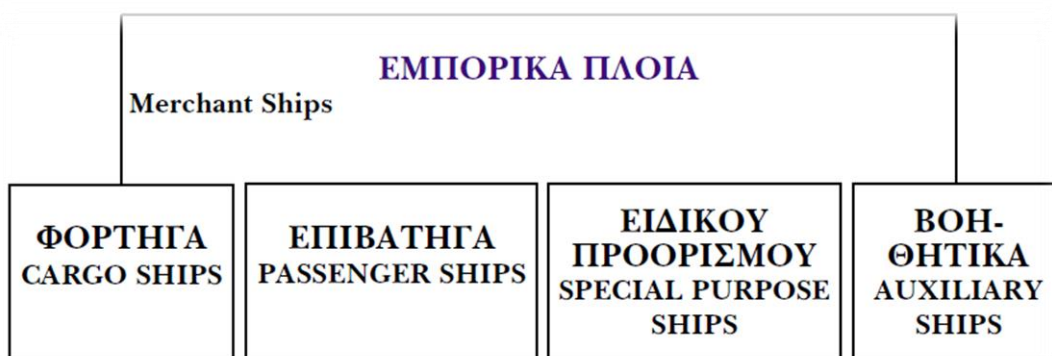 ΕΜΠΟΡΙΚΑ ΠΛΟΙΑ
Merchant Ships
ΦΟΡΤΗΓΑ
CARGO SHIPS
ΕΠΙΒΑΤΗΓΑ
PASSENGER SHIPS
ΕΙΔΙΚΟΥ
ΠΡΟΟΡΙΣΜΟΥ
SPECIAL PURPOSE
SHIPS
ΒΟΗ-
ΘΗΤΙΚΑ
AUXILIARY
SHIPS